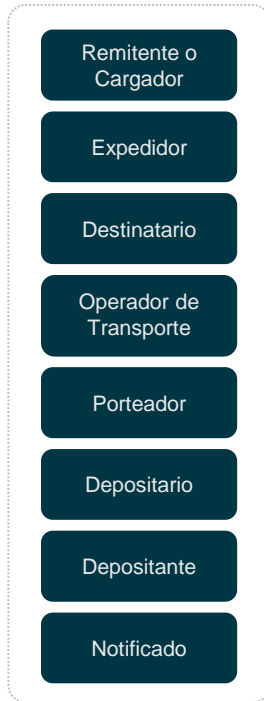 Remitente o
Cargador
Expedidor
Destinatario
Operador de
Transporte
Porteador
Depositario
Depositante
Notificado